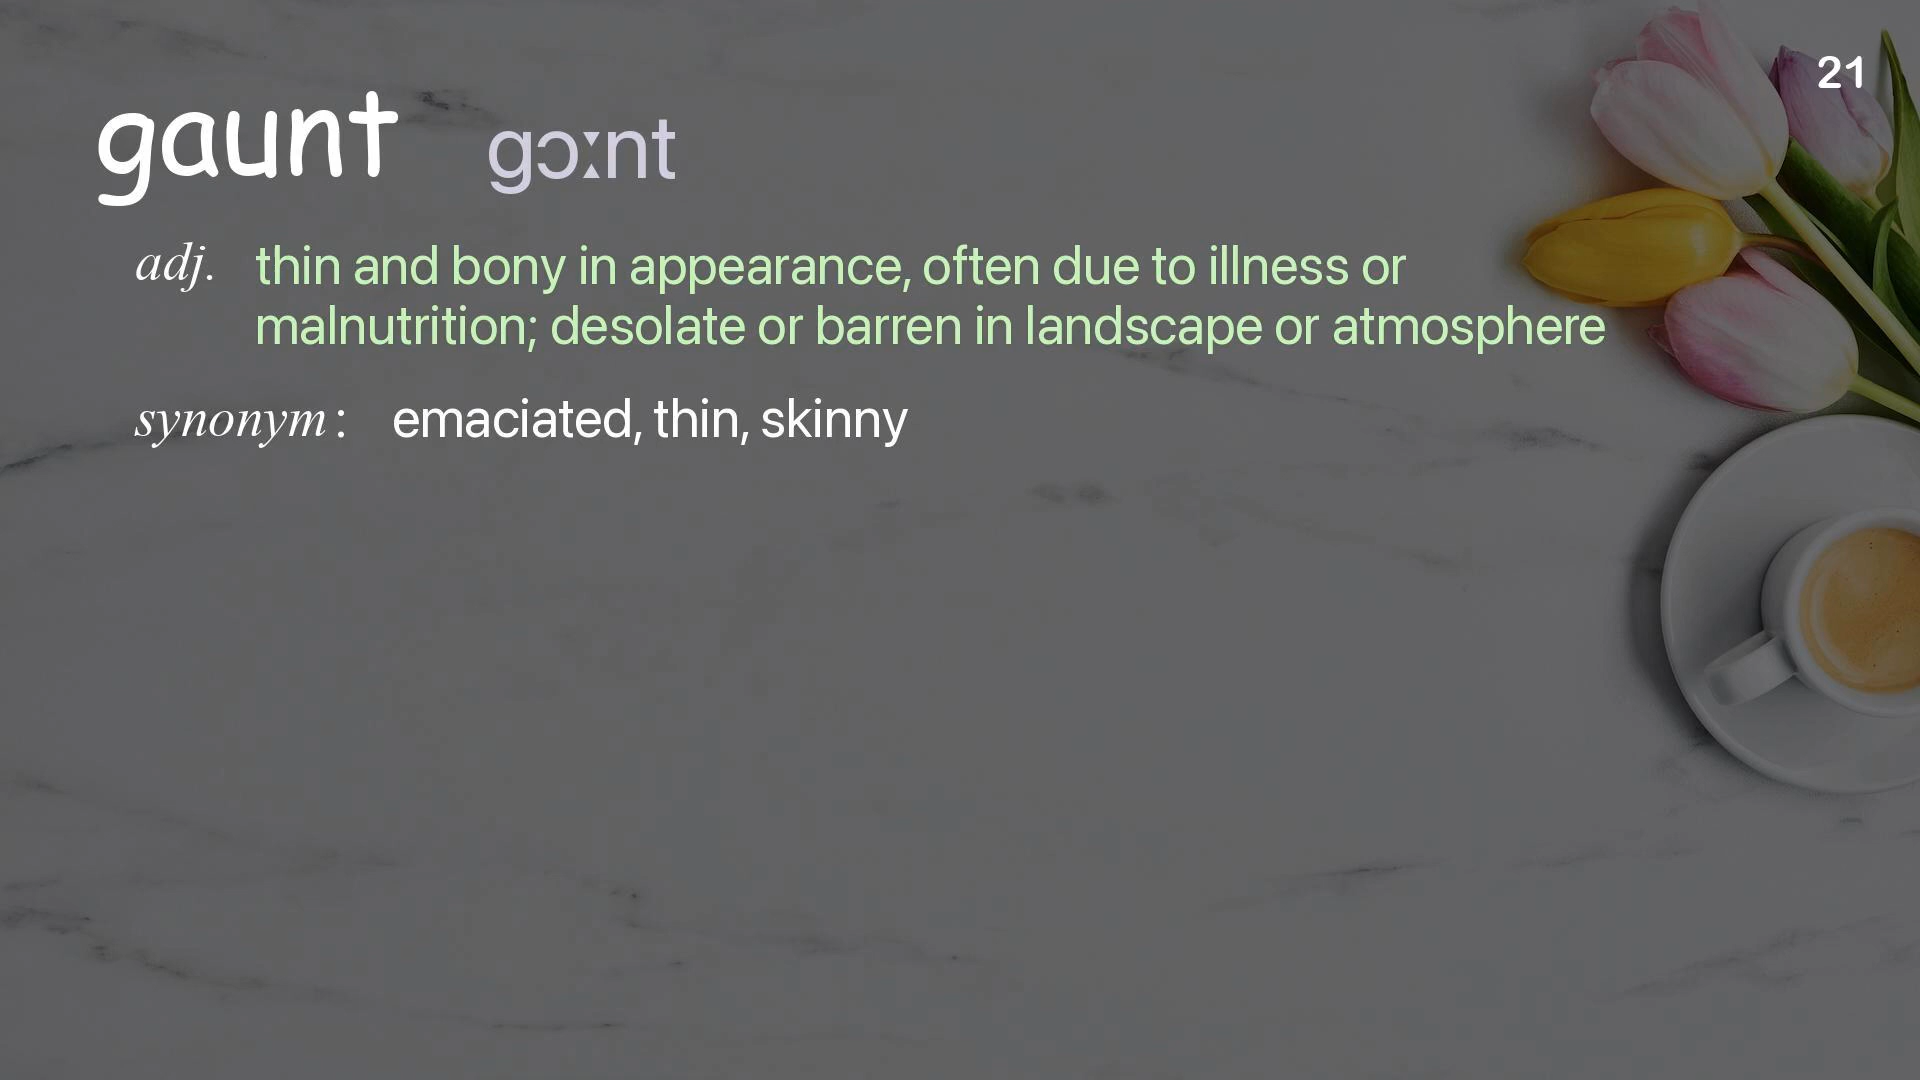 21
gaunt gɔːnt
adj. thin and bony in appearance, often due to illness or
malnutrition; desolate or barren in landscape or atmosphere
synonym: emaciated, thin, skinny